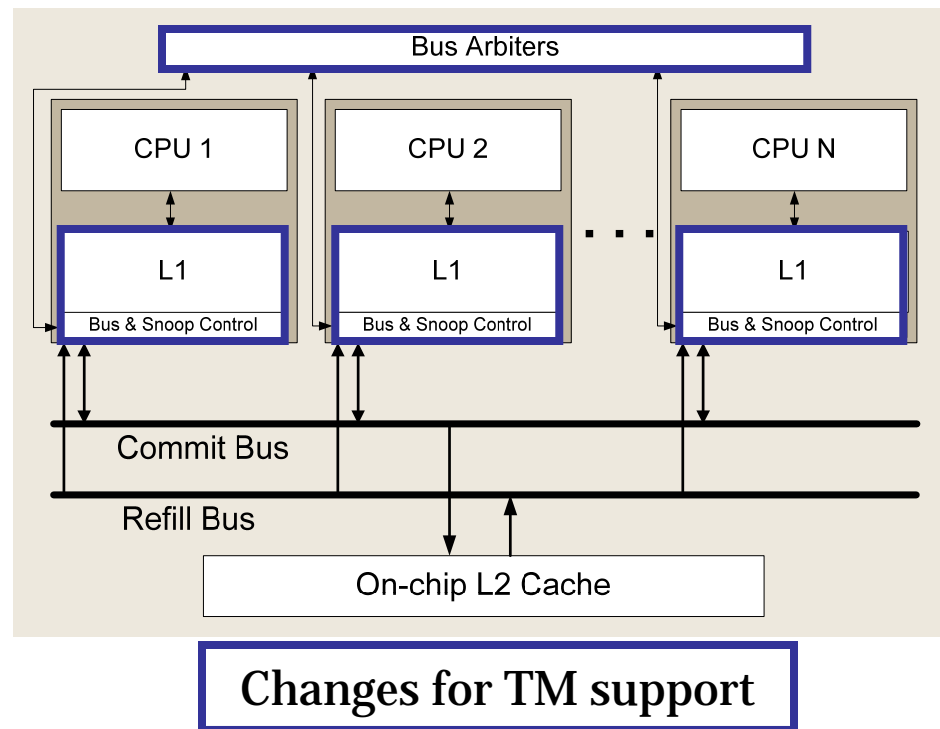 Bus Arbiters
CPU 1
CPU 2
CPU N
. . .
L1
L1
L1
Bus & Snoop Control
Bus & Snoop Control
Bus & Snoop Control
Commit Bus
Refill Bus
On-chip L2 Cache
Changes for TM support